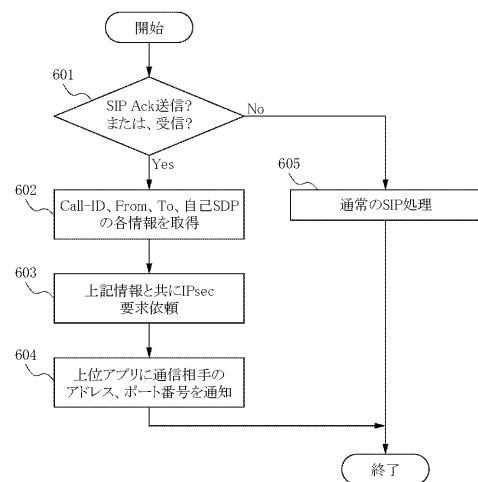 開始
601
SIP Ack送信?
または、受信?
No
Yes
602
Call-ID、From、To、自己SDP
の各情報を取得
605
通常のSIP処理
603
上記情報と共にIPsec
要求依頼
604
上位アプリに通信相手の
アドレス、ポート番号を通知
終了